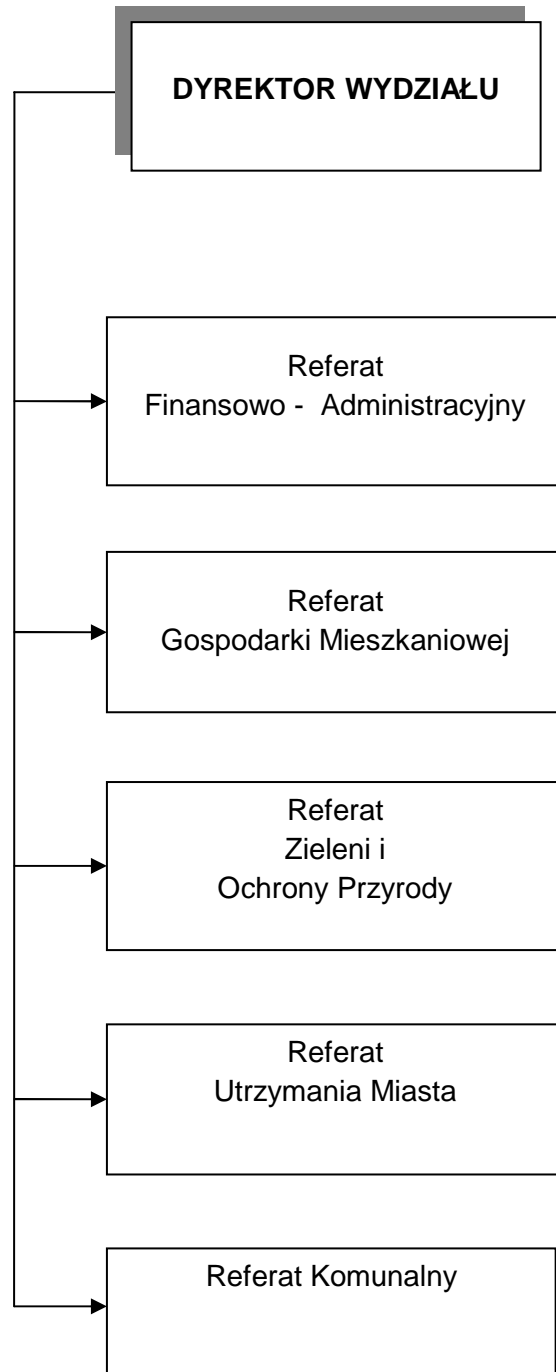 DYREKTOR WYDZIAŁU
Referat
Finansowo - Administracyjny
Referat
Gospodarki Mieszkaniowej
Referat
Zieleni i
Ochrony Przyrody
Referat
Utrzymania Miasta
Referat Komunalny